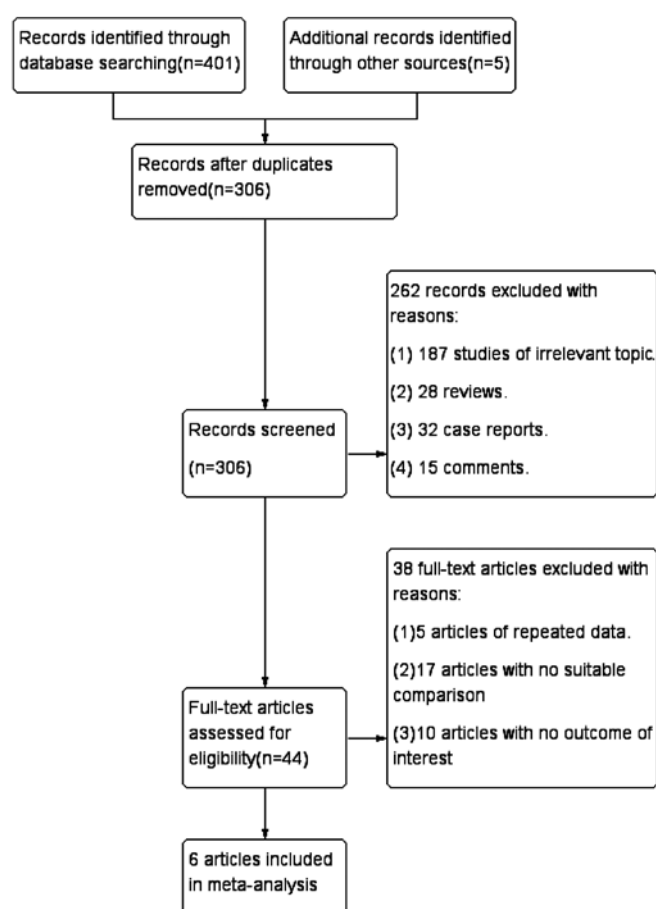 Records identified through
database searching(n=401)
Additional records identified
through other sources(n=5)
Records after duplicates
removed(n=306)
262 records excluded with
reasons:
(1) 187 studies of irrelevant topic.
(2) 28 reviews.
(3) 32 case reports.
(4) 15 comments.
Records screened
(n=306)
38 full-text articles excluded with
reasons:
(1)5 articles of repeated data.
(2)17 articles with no suitable
comparison
(3)10 articles with no outcome of
interest
Full-text articles
assessed for
eligibility(n=44)
6 articles included
in meta-analysis